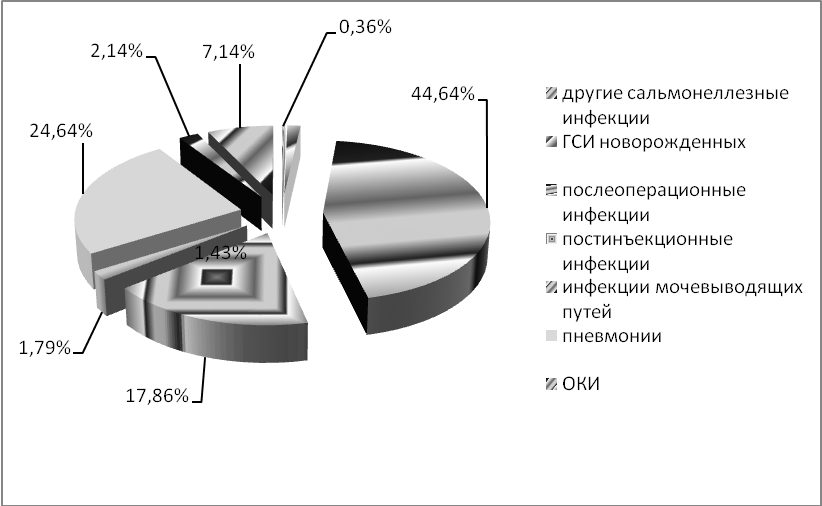 0,36%
2,14%
7,14%
44,64%
24,64%
1,43%
1,79%
17,86%
другие сальмонеллезные
инфекции
ГСИ новорожденных
послеоперационные
инфекции
постинъекционные
инфекции
инфекции мочевыводящих
путей
пневмонии
ОКИ